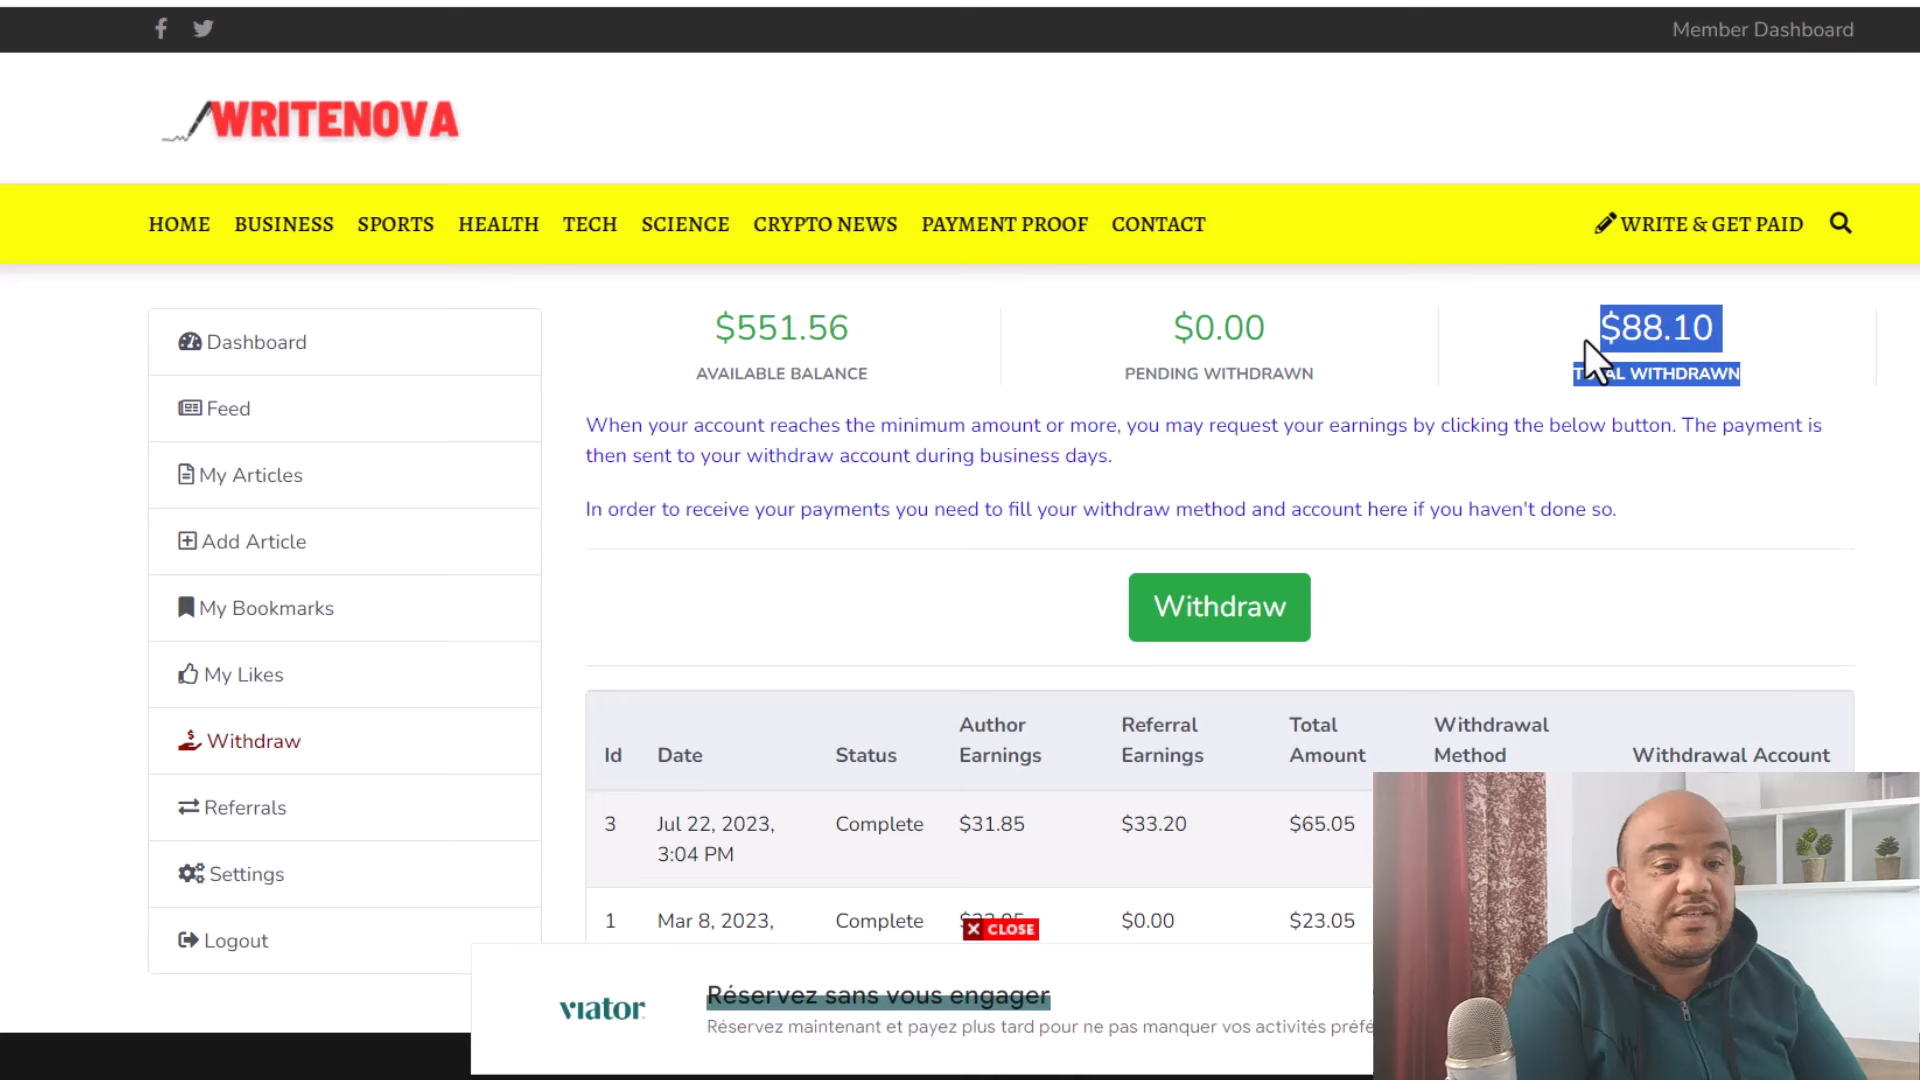 Member Dashboard
WRITENOVA
HOME BUSINESS SPORTS HEALTH TECH SCIENCE CRYPTO NEWS PAYMENT PROOF CONTACT WRITE & GET PAID
Dashboard
Feed
My Articles
Add Article
My Bookmarks
My Likes
Withdraw
Referrals
Settings
Logout
$551.56
AVAILABLE BALANCE
$0.00
PENDING WITHDRAWN
$88.10
TOTAL WITHDRAWN
When your account reaches the minimum amount or more, you may request your earnings by clicking the below button. The payment is
then sent to your withdraw account during business days.
In order to receive your payments you need to fill your withdraw method and account here if you haven't done so.
Withdraw
Id Date Status Author Earnings Referral Earnings Total Amount Withdrawal Method Withdrawal Account
3 Jul 22, 2023, 3:04 PM Complete $31.85 $33.20 $65.05
1 Mar 8, 2023, Complete $0.00 $23.05
CLOSE
viator
Réservez sans vous engager
Réservez maintenant et payez plus tard pour ne pas manquer vos activités